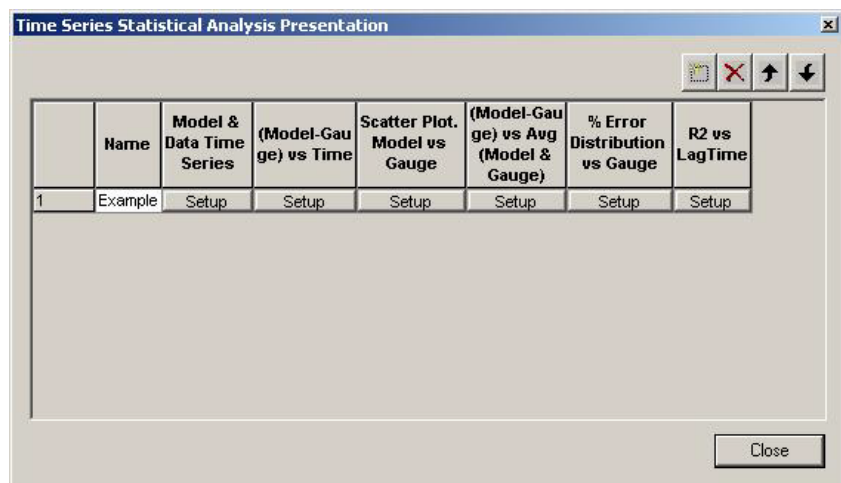 Time Series Statistical Analysis Presentation
Name
Model &
Data Time
Series
(Model-Gau
ge) vs Time
Scatter Plot.
Model vs
Gauge
(Model-Gau
ge) vs Avg
(Model &
Gauge)
% Error
Distribution
vs Gauge
R2 vs
LagTime
1 Example Setup Setup Setup Setup Setup Setup
Close